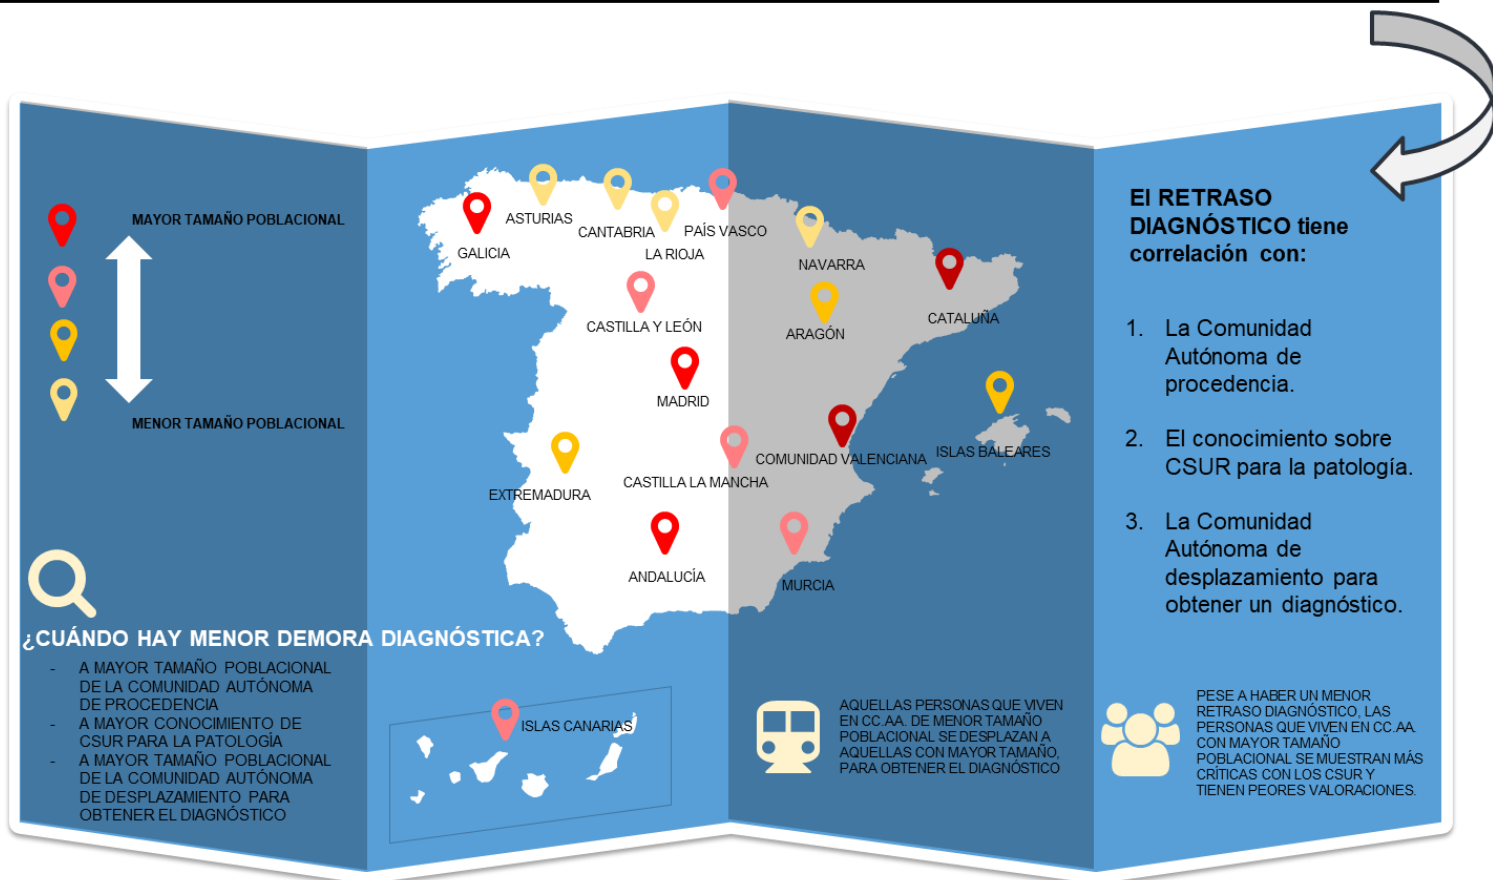 MAYOR TAMAÑO POBLACIONAL
MENOR TAMAÑO POBLACIONAL
¿CUÁNDO HAY MENOR DEMORA DIAGNÓSTICA?
- A MAYOR TAMAÑO POBLACIONAL
DE LA COMUNIDAD AUTÓNOMA
DE PROCEDENCIA
- A MAYOR CONOCIMIENTO DE
CSUR PARA LA PATOLOGÍA
- A MAYOR TAMAÑO POBLACIONAL
DE LA COMUNIDAD AUTÓNOMA
DE DESPLAZAMIENTO PARA
OBTENER EL DIAGNÓSTICO
GALICIA
ASTURIAS
CANTABRIA
LA RIOJA
PAÍS VASCO
NAVARRA
CATALUÑA
ARAGÓN
CASTILLA Y LEÓN
MADRID
EXTREMADURA
CASTILLA LA MANCHA
COMUNIDAD VALENCIANA
ISLAS BALEARES
ANDALUCÍA
MURCIA
ISLAS CANARIAS
AQUELLAS PERSONAS QUE VIVEN
EN CC.AA. DE MENOR TAMAÑO
POBLACIONAL SE DESPLAZAN A
AQUELLAS CON MAYOR TAMAÑO,
PARA OBTENER EL DIAGNÓSTICO
El RETRASO
DIAGNÓSTICO tiene
correlación con:
1. La Comunidad
Autónoma de
procedencia.
2. El conocimiento sobre
CSUR para la patología.
3. La Comunidad
Autónoma de
desplazamiento para
obtener un diagnóstico.
PESE A HABER UN MENOR
RETRASO DIAGNÓSTICO, LAS
PERSONAS QUE VIVEN EN CC.AA.
CON MAYOR TAMAÑO
POBLACIONAL SE MUESTRAN MÁS
CRÍTICAS CON LOS CSUR Y
TIENEN PEORES VALORACIONES.